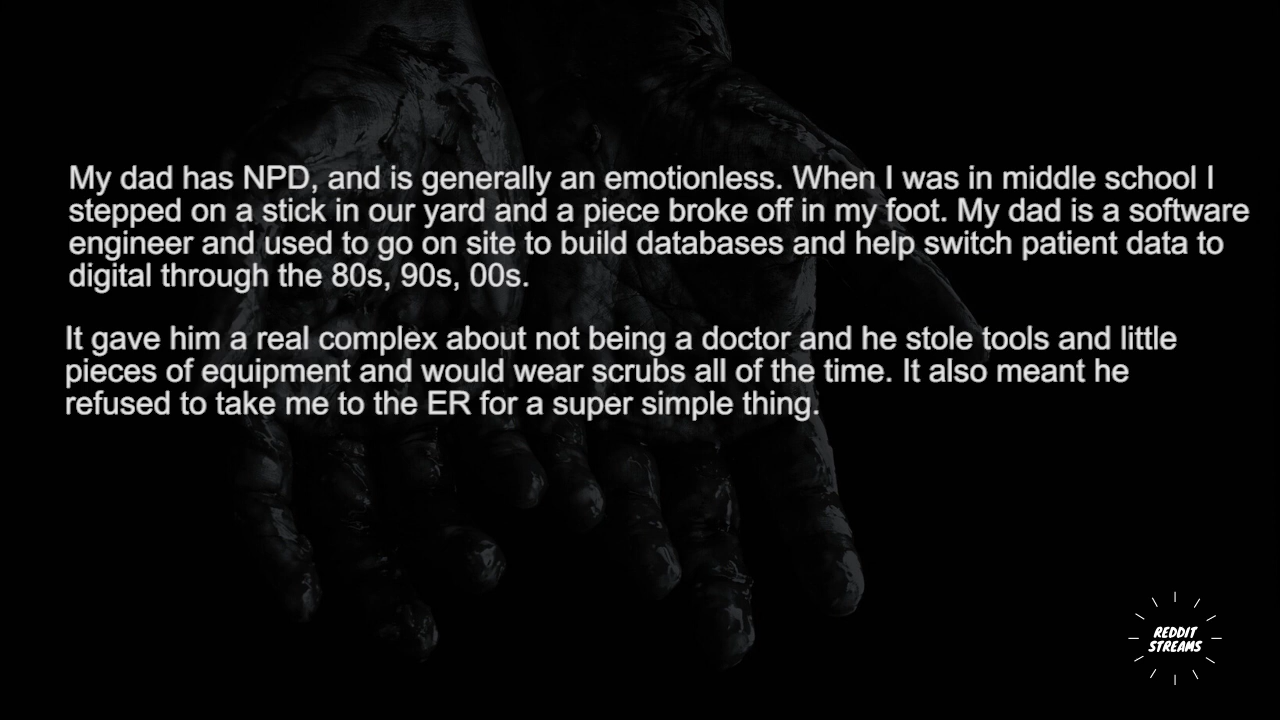 My dad has NPD, and is generally an emotionless. When I was in middle school I
stepped on a stick in our yard and a piece broke off in my foot. My dad is a software
engineer and used to go on site to build databases and help switch patient data to
digital through the 80s, 90s, 00s.
It gave him a real complex about not being a doctor and he stole tools and little
pieces of equipment and would wear scrubs all of the time. It also meant he
refused to take me to the ER for a super simple thing.
REDDIT
STREAMS